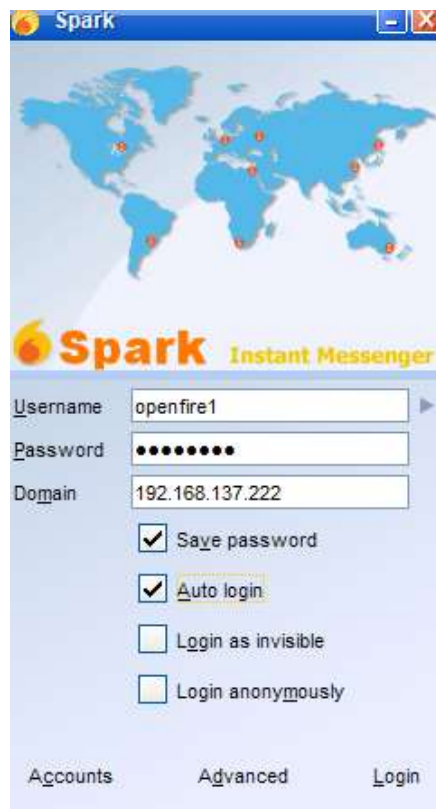 Spark
Spark Instant Messenger
Username openfire1
Password ●●●●●●●●
Domain 192.168.137.222
Save password
Auto login
Login as invisible
Login anonymously
Accounts Advanced Login